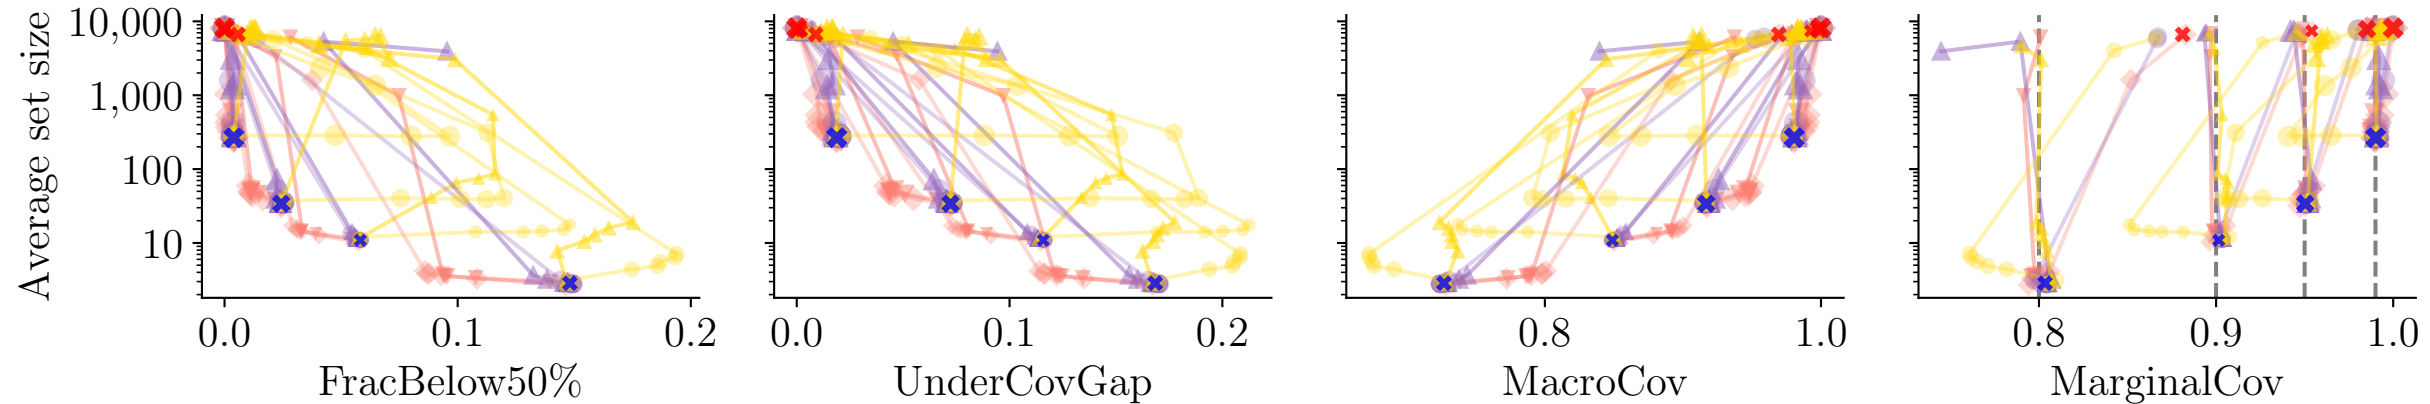 Average set size
10,000
1,000
100
10
0.0 0.1 0.2
FracBelow50%
0.0 0.1 0.2
UnderCovGap
0.8 1.0
MacroCov
0.8 0.9 1.0
MarginalCov